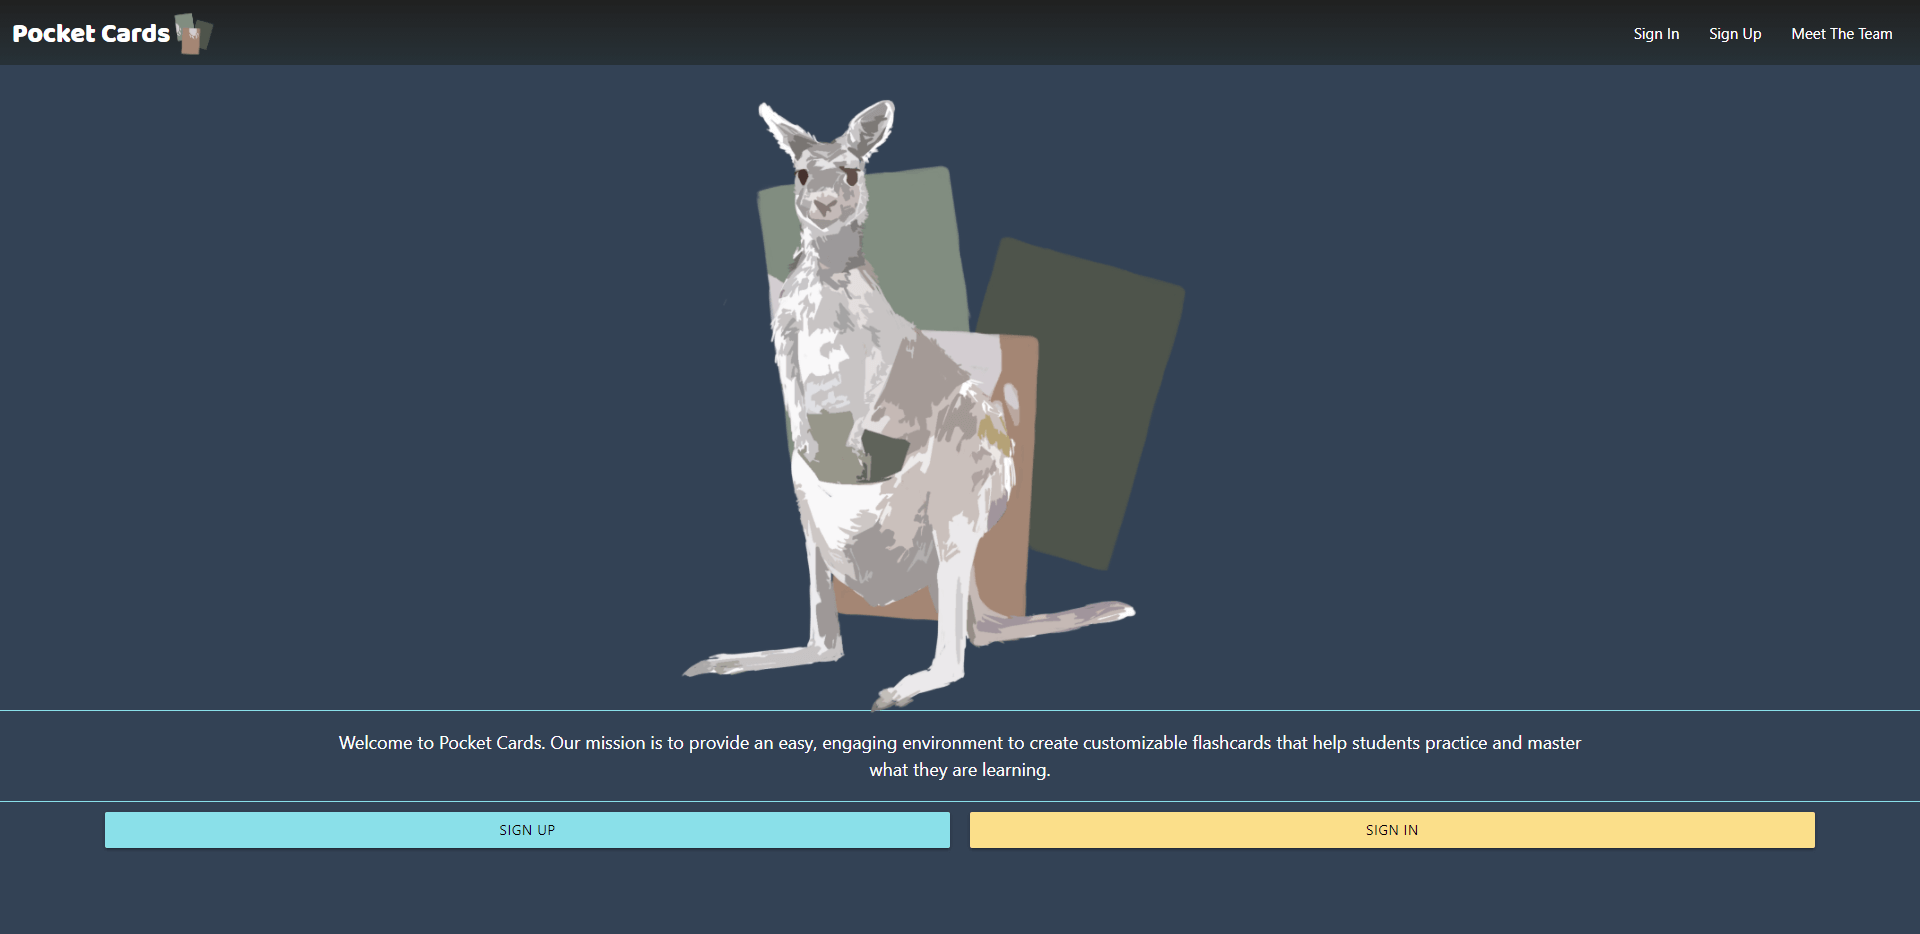 Pocket Cards
Sign In
Sign Up
Meet The Team
Welcome to Pocket Cards. Our mission is to provide an easy, engaging environment to create customizable flashcards that help students practice and master
what they are learning.
SIGN UP
SIGN IN